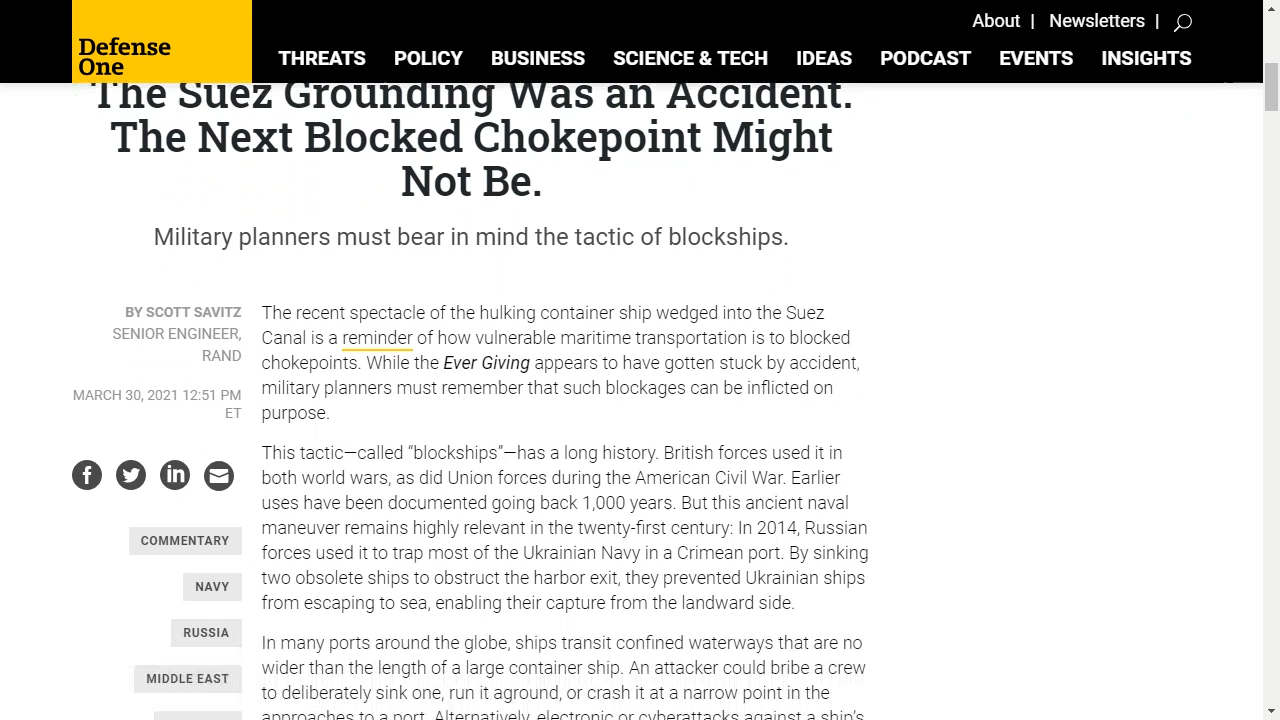 About | Newsletters |
Defense
One
THREATS POLICY BUSINESS SCIENCE & TECH IDEAS PODCAST EVENTS INSIGHTS
The Suez Grounding Was an Accident.
The Next Blocked Chokepoint Might
Not Be.
Military planners must bear in mind the tactic of blockships.
BY SCOTT SAVITZ
SENIOR ENGINEER,
RAND
MARCH 30, 2021 12:51 PM
ET
COMMENTARY
NAVY
RUSSIA
MIDDLE EAST
The recent spectacle of the hulking container ship wedged into the Suez
Canal is a reminder of how vulnerable maritime transportation is to blocked
chokepoints. While the Ever Giving appears to have gotten stuck by accident,
military planners must remember that such blockages can be inflicted on
purpose.
This tactic—called “blockships”—has a long history. British forces used it in
both world wars, as did Union forces during the American Civil War. Earlier
uses have been documented going back 1,000 years. But this ancient naval
maneuver remains highly relevant in the twenty-first century: In 2014, Russian
forces used it to trap most of the Ukrainian Navy in a Crimean port. By sinking
two obsolete ships to obstruct the harbor exit, they prevented Ukrainian ships
from escaping to sea, enabling their capture from the landward side.
In many ports around the globe, ships transit confined waterways that are no
wider than the length of a large container ship. An attacker could bribe a crew
to deliberately sink one, run it aground, or crash it at a narrow point in the
approaches to a port. Alternatively, electronic or cyberattacks against a ship’s